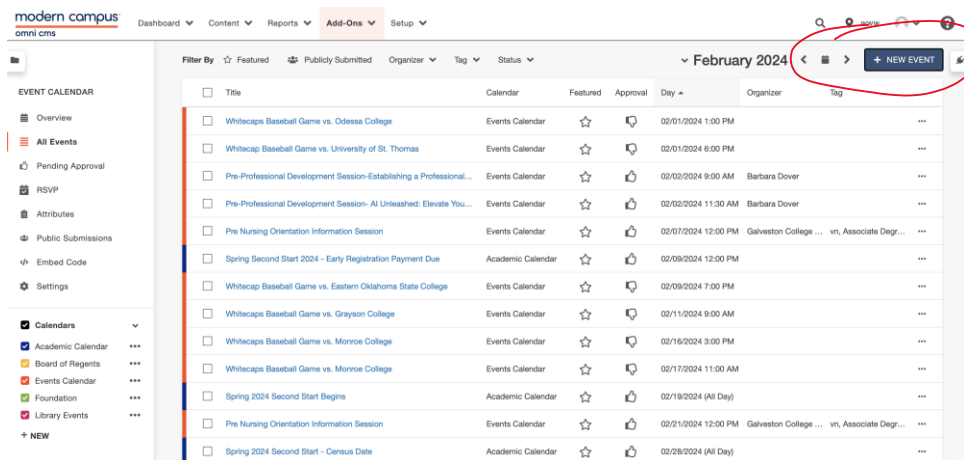 modern campus
omni cms
Dashboard Content Reports Add-Ons Setup www
Filter By Featured Publicly Submitted Organizer Tag Status February 2024 + NEW EVENT
EVENT CALENDAR
Overview
All Events
Pending Approval
RSVP
Attributes
Public Submissions
Embed Code
Settings
Calendars
Academic Calendar
Board of Regents
Events Calendar
Foundation
Library Events
+ NEW
Title Calendar Featured Approval Day Organizer Tag
Whitecaps Baseball Game vs. Odessa College Events Calendar 02/01/2024 1:00 PM
Whitecap Baseball Game vs. University of St. Thomas Events Calendar 02/01/2024 6:00 PM
Pre-Professional Development Session-Establishing a Professional... Events Calendar 02/02/2024 9:00 AM Barbara Dover
Pre-Professional Development Session- AI Unleashed: Elevate You... Events Calendar 02/02/2024 11:30 AM Barbara Dover
Pre Nursing Orientation Information Session Events Calendar 02/07/2024 12:00 PM Galveston College ... vn, Associate Degr...
Spring Second Start 2024 - Early Registration Payment Due Academic Calendar 02/09/2024 12:00 PM
Whitecap Baseball Game vs. Eastern Oklahoma State College Events Calendar 02/09/2024 7:00 PM
Whitecaps Baseball Game vs. Grayson College Events Calendar 02/11/2024 9:00 AM
Whitecaps Baseball Game vs. Monroe College Events Calendar 02/16/2024 3:00 PM
Whitecaps Baseball Game vs. Monroe College Events Calendar 02/17/2024 11:00 AM
Spring 2024 Second Start Begins Academic Calendar 02/19/2024 (All Day)
Pre Nursing Orientation Information Session Events Calendar 02/21/2024 12:00 PM Galveston College ... vn, Associate Degr...
Spring 2024 Second Start - Census Date Academic Calendar 02/28/2024 (All Day)